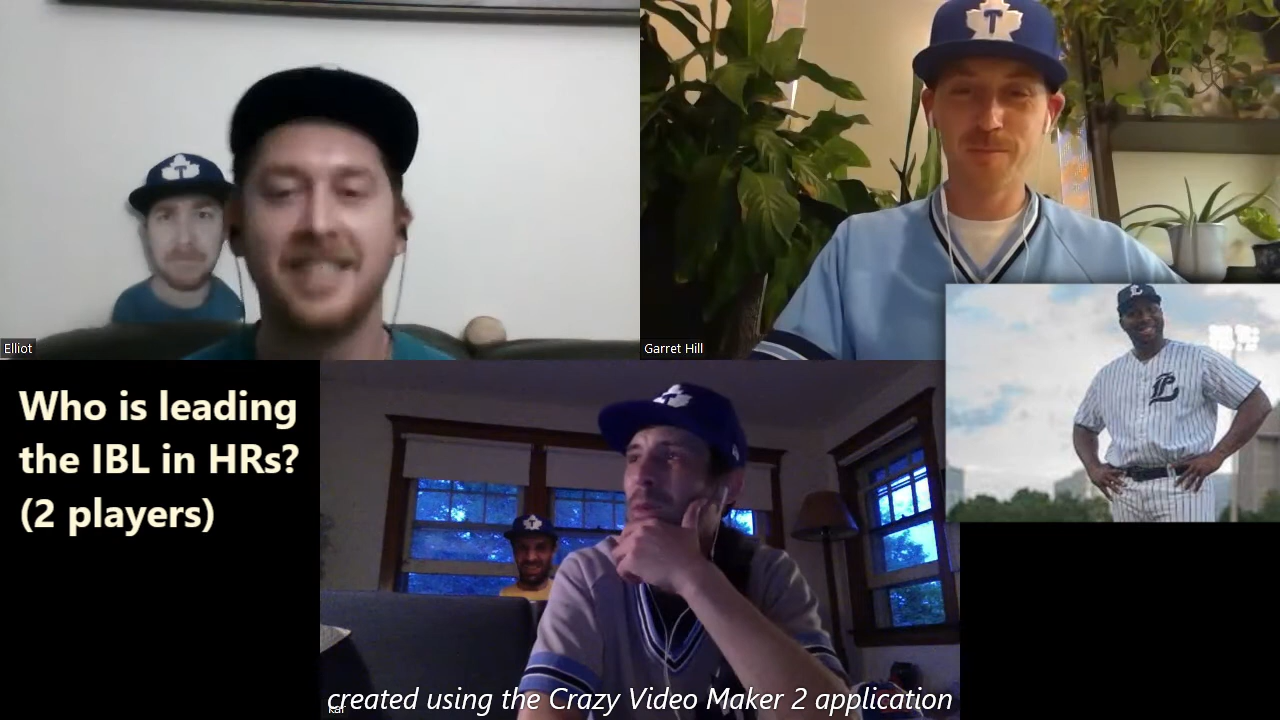 T
T
Elliot
Garret Hill
L
L
Who is leading
the IBL in HRs?
(2 players)
T
T
created using the Crazy Video Maker 2 application